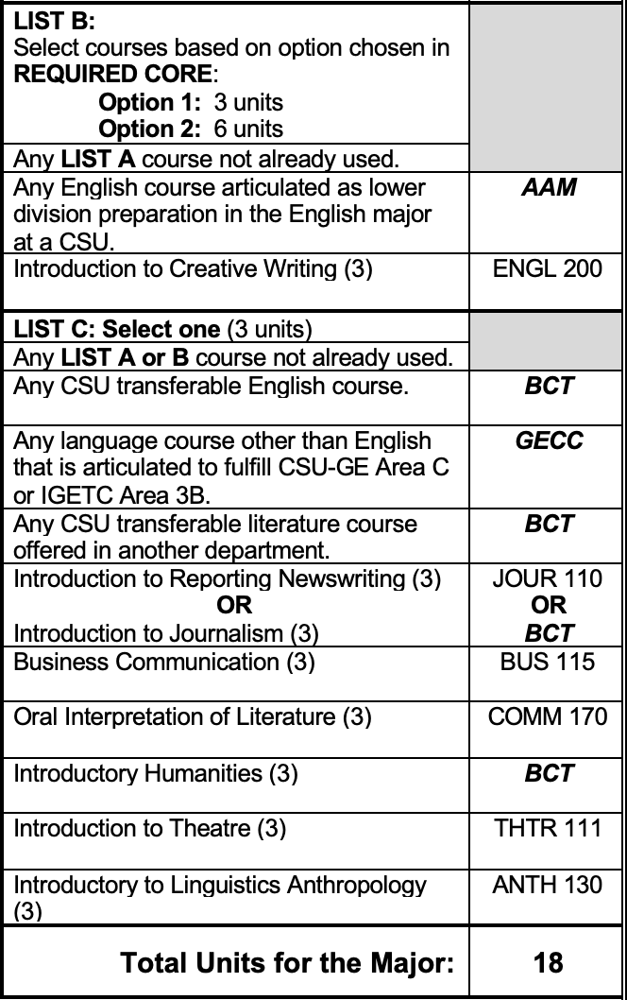 LIST B:
Select courses based on option chosen in
REQUIRED CORE:
Option 1: 3 units
Option 2: 6 units
Any LIST A course not already used.
Any English course articulated as lower AAM
division preparation in the English major
at a CSU.
Introduction to Creative Writing (3) ENGL 200
LIST C: Select one (3 units)
Any LIST A or B course not already used.
Any CSU transferable English course. BCT
Any language course other than English GECC
that is articulated to fulfill CSU-GE Area C
or IGETC Area 3B.
Any CSU transferable literature course BCT
offered in another department.
Introduction to Reporting Newswriting (3) JOUR 110
OR OR
Introduction to Journalism (3) BCT
Business Communication (3) BUS 115
Oral Interpretation of Literature (3) COMM 170
Introductory Humanities (3) BCT
Introduction to Theatre (3) THTR 111
Introductory to Linguistics Anthropology ANTH 130
(3)
Total Units for the Major: 18